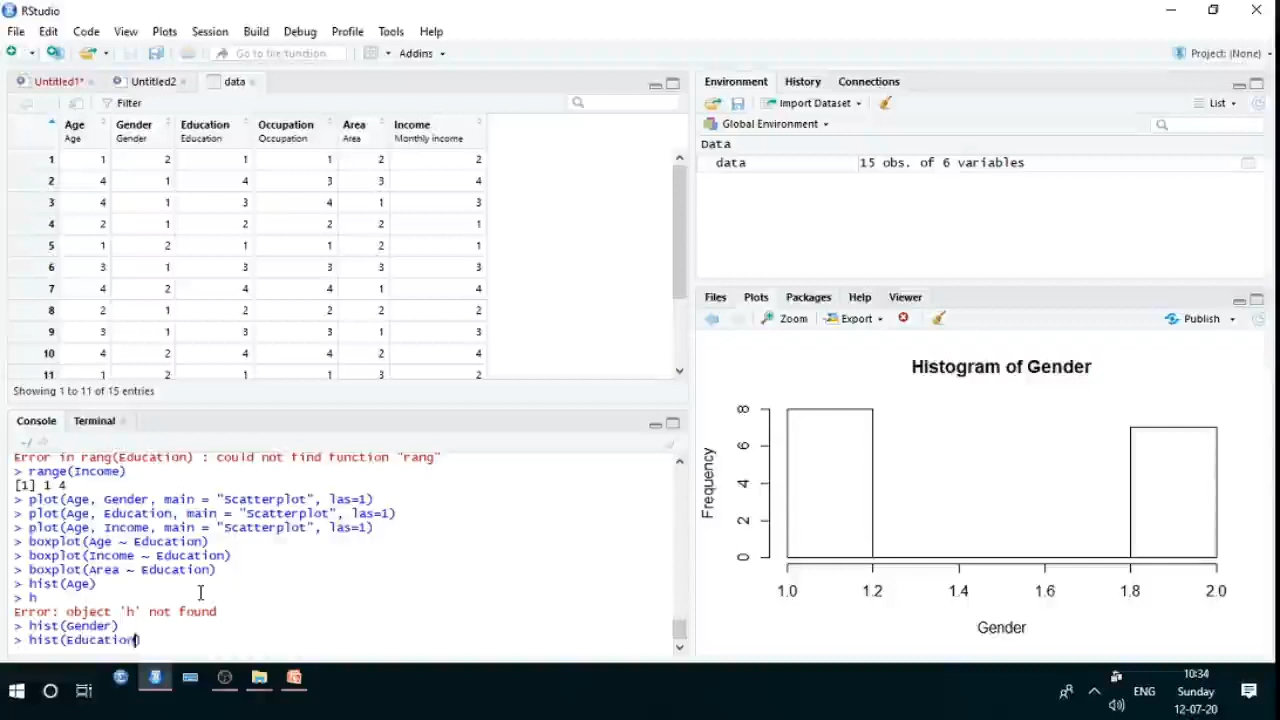 RStudio
File Edit Code View Plots Session Build Debug Profile Tools Help
Go to file/function Addins Project: (None)
Untitled1* Untitled2 data
Filter
Age Gender Education Occupation Area Income
Age Gender Education Occupation Area Monthly income
1 1 2 1 1 2 2
2 4 1 4 3 3 4
3 4 1 3 4 1 3
4 2 1 2 2 2 1
5 1 2 1 1 2 1
6 3 1 3 3 3 3
7 4 2 4 4 1 4
8 2 1 2 2 2 2
9 3 1 3 3 1 3
10 4 2 4 4 2 4
11 1 2 1 1 3 2
Showing 1 to 11 of 15 entries
Console Terminal
~/
Error in rang(Education) : could not find function "rang"
> range(Income)
[1] 1 4
> plot(Age, Gender, main = "Scatterplot", las=1)
> plot(Age, Education, main = "Scatterplot", las=1)
> plot(Age, Income, main = "Scatterplot", las=1)
> boxplot(Age ~ Education)
> boxplot(Income ~ Education)
> boxplot(Area ~ Education)
> hist(Age)
> h
Error: object 'h' not found
> hist(Gender)
> hist(Education)
Environment History Connections
Import Dataset List
Global Environment
Data
data 15 obs. of 6 variables
Files Plots Packages Help Viewer
Zoom Export Publish
Histogram of Gender
Frequency
8
6
4
2
0
1.0 1.2 1.4 1.6 1.8 2.0
Gender
ENG
10:34
Sunday
12-07-20